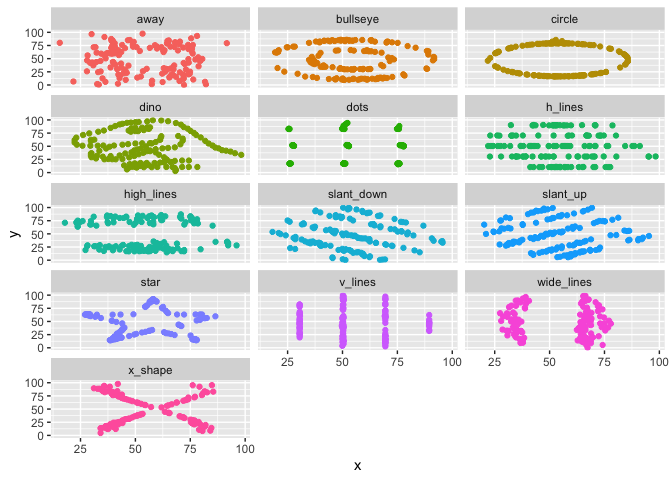 away bullseye circle
100
75
50
25
0
dino dots h_lines
100
75
50
25
0
high_lines slant_down slant_up
100
75
50
25
0
y
star v_lines wide_lines
100
75
50
25
0
25 50 75 100 25 50 75 100
x_shape
100
75
50
25
0
25 50 75 100
x